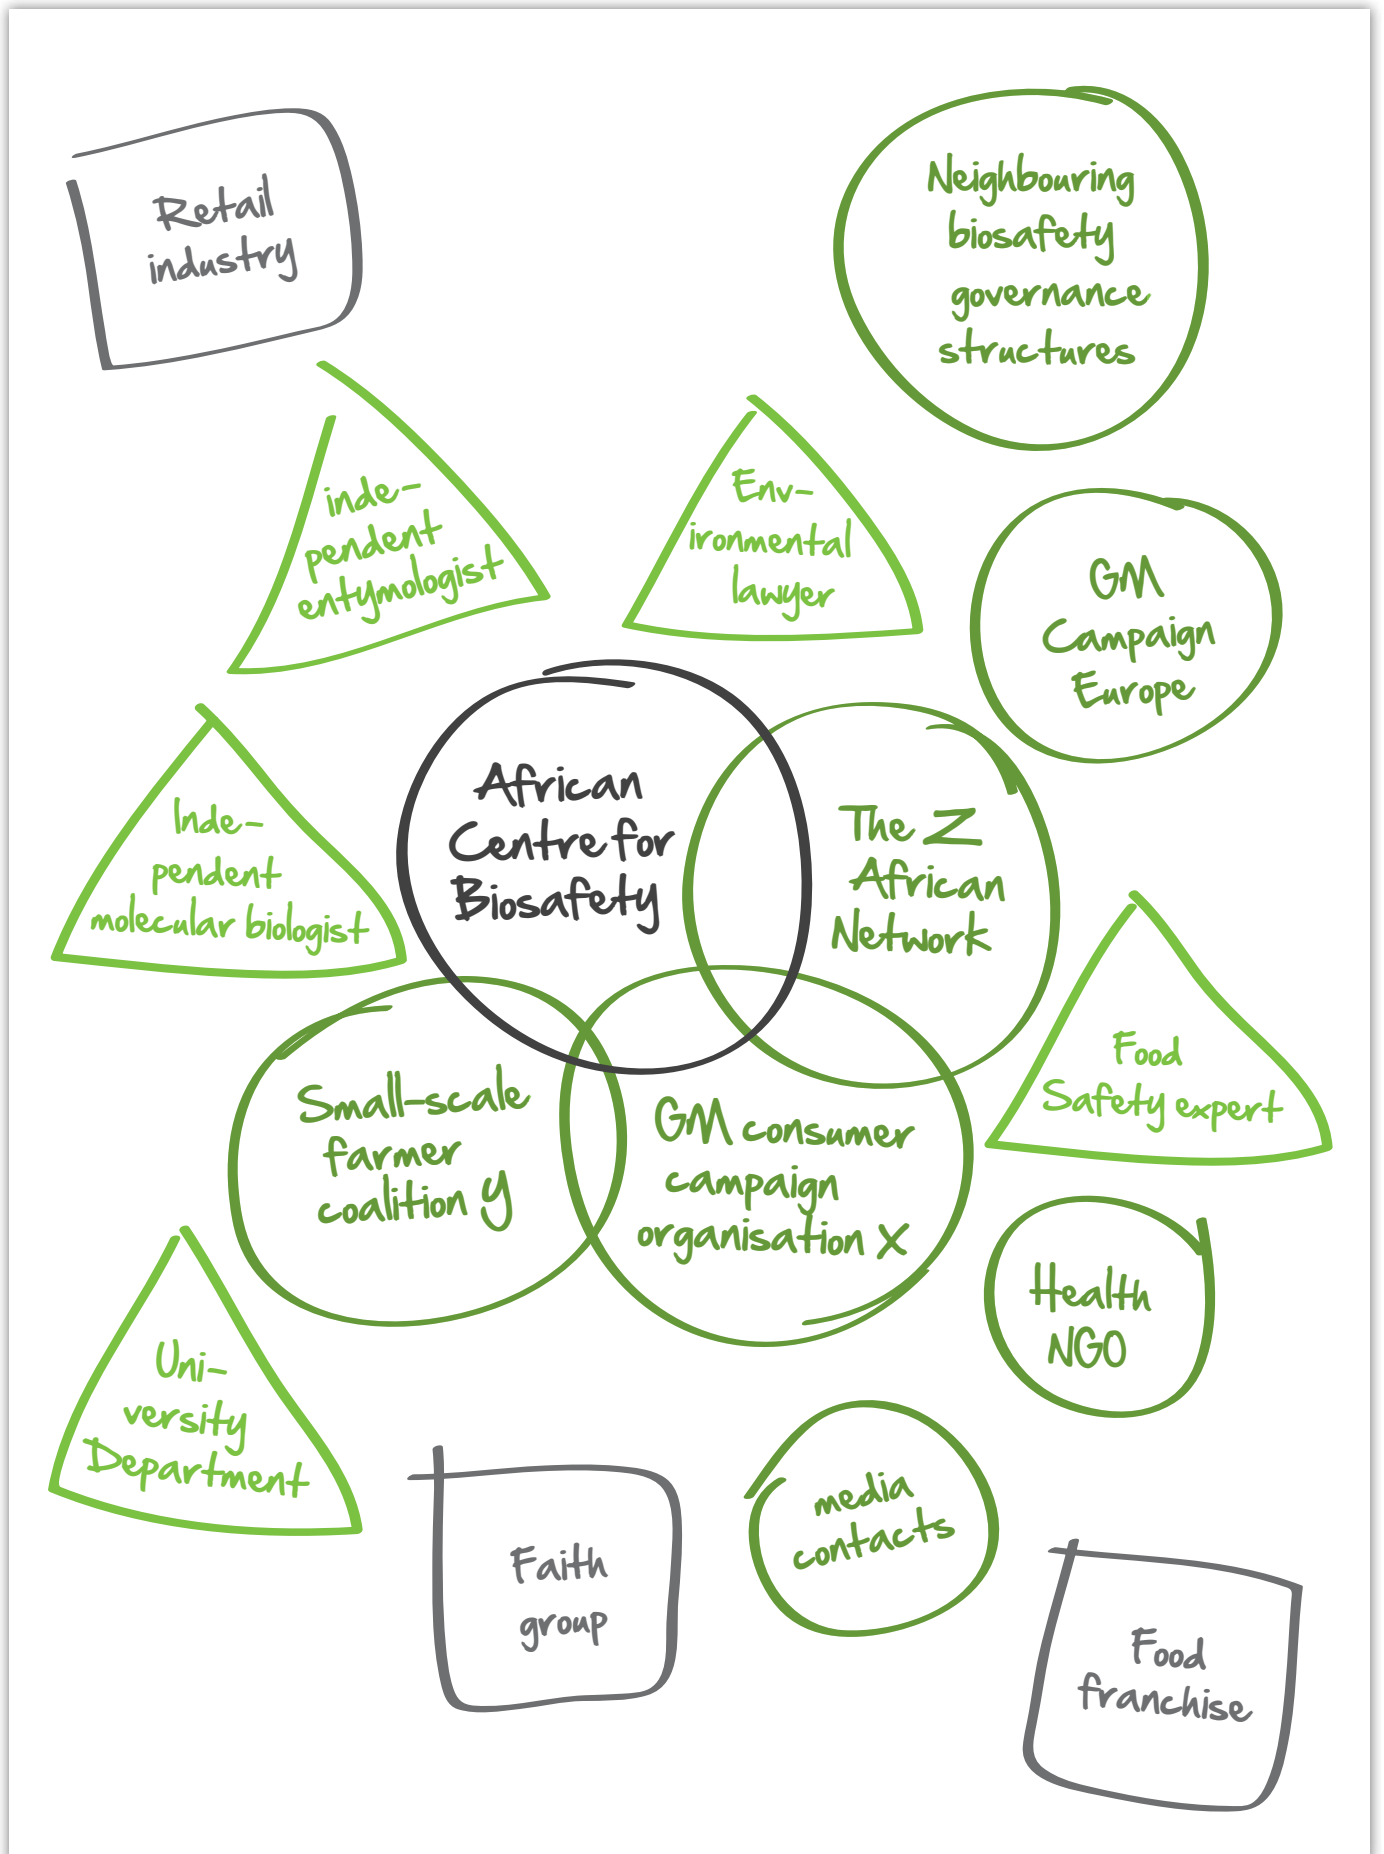 Retail
industry
Neighbouring
biosafety
governance
structures
inde-
pendent
entymologist
Env-
ironmental
lawyer
GM
Campaign
Europe
African
Centre for
Biosafety
The Z
African
Network
Inde-
pendent
molecular biologist
Food
Safety expert
Small-scale
farmer
coalition Y
GM consumer
campaign
organisation X
Health
NGO
Uni-
versity
Department
media
contacts
Faith
group
Food
franchise